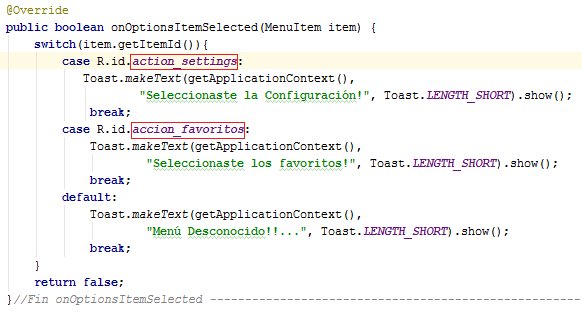 @Override
public boolean onOptionsItemSelected(MenuItem item) {
switch(item.getItemId()){
case R.id.action_settings:
Toast.makeText(getApplicationContext(),
"Seleccionaste la Configuración!", Toast.LENGTH_SHORT).show();
break;
case R.id.accion_favoritos:
Toast.makeText(getApplicationContext(),
"Seleccionaste los favoritos!", Toast.LENGTH_SHORT).show();
break;
default:
Toast.makeText(getApplicationContext(),
"Menú Desconocido!!...", Toast.LENGTH_SHORT).show();
break;
}
return false;
}//Fin onOptionsItemSelected -----------------------------------------------------